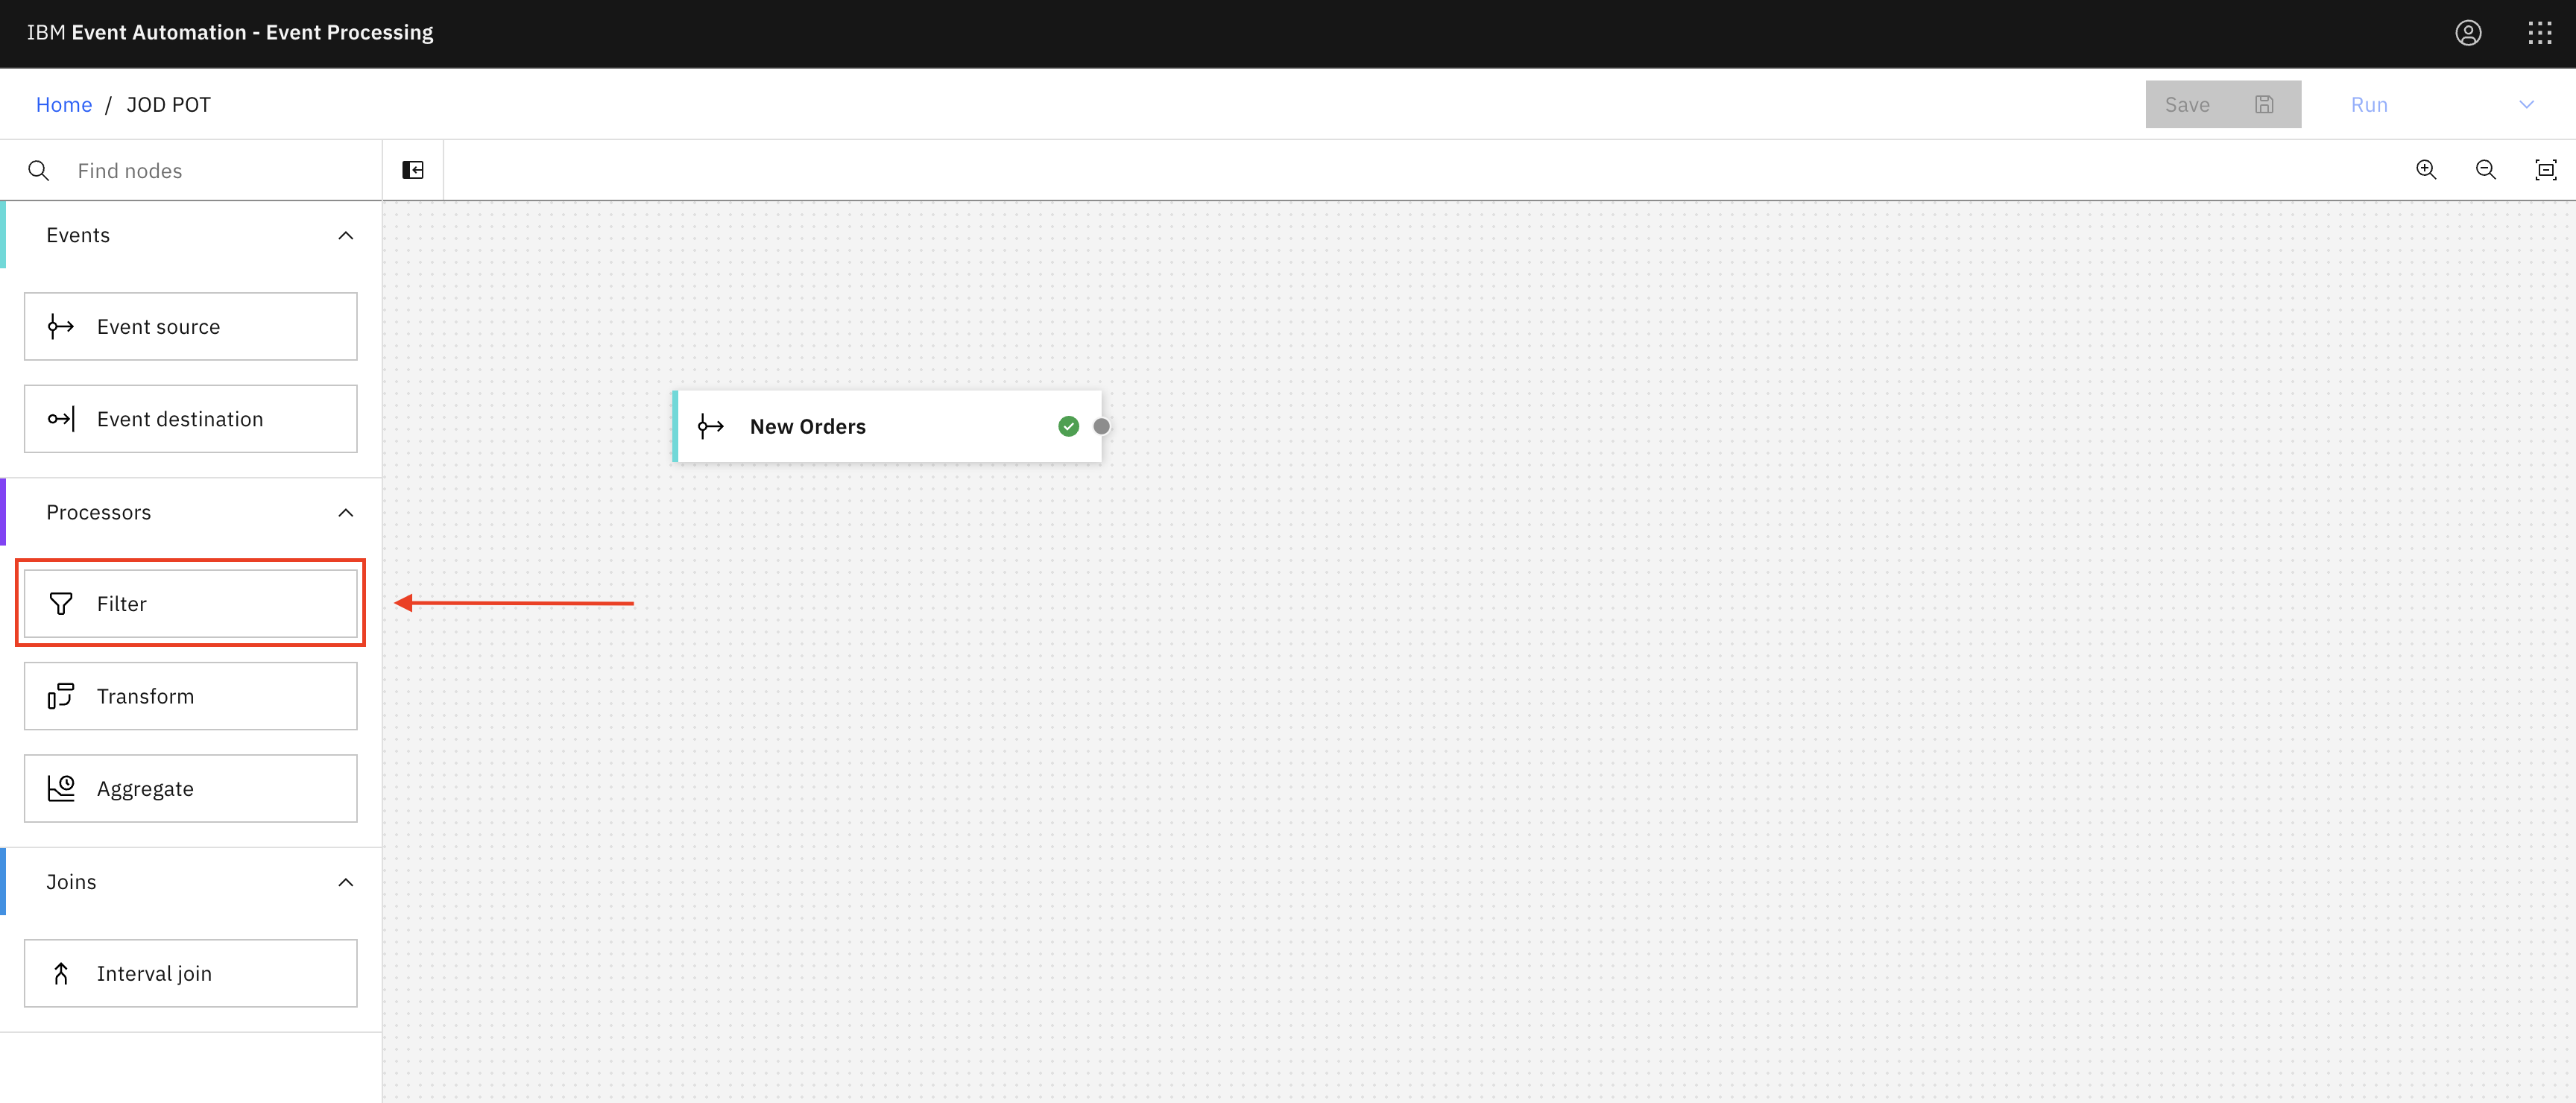 IBM Event Automation - Event Processing
Home / JOD POT
Save
Run
Find nodes
Events
Event source
Event destination
New Orders
Processors
Filter
Transform
Aggregate
Joins
Interval join